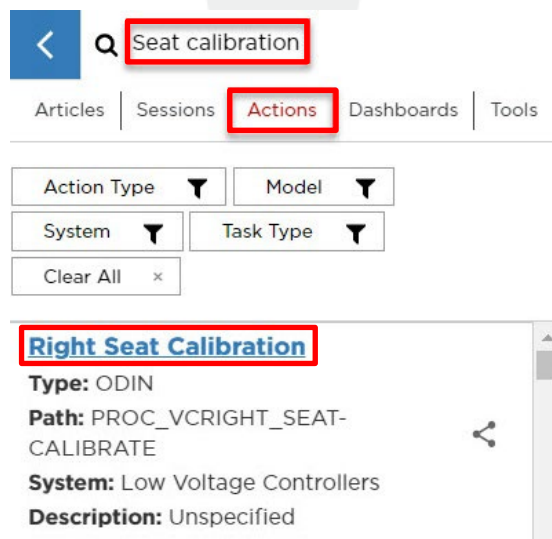 Seat calibration
Articles Sessions Actions Dashboards Tools
Action Type Model
System Task Type
Clear All ×
Right Seat Calibration
Type: ODIN
Path: PROC_VCRIGHT_SEAT-
CALIBRATE
System: Low Voltage Controllers
Description: Unspecified